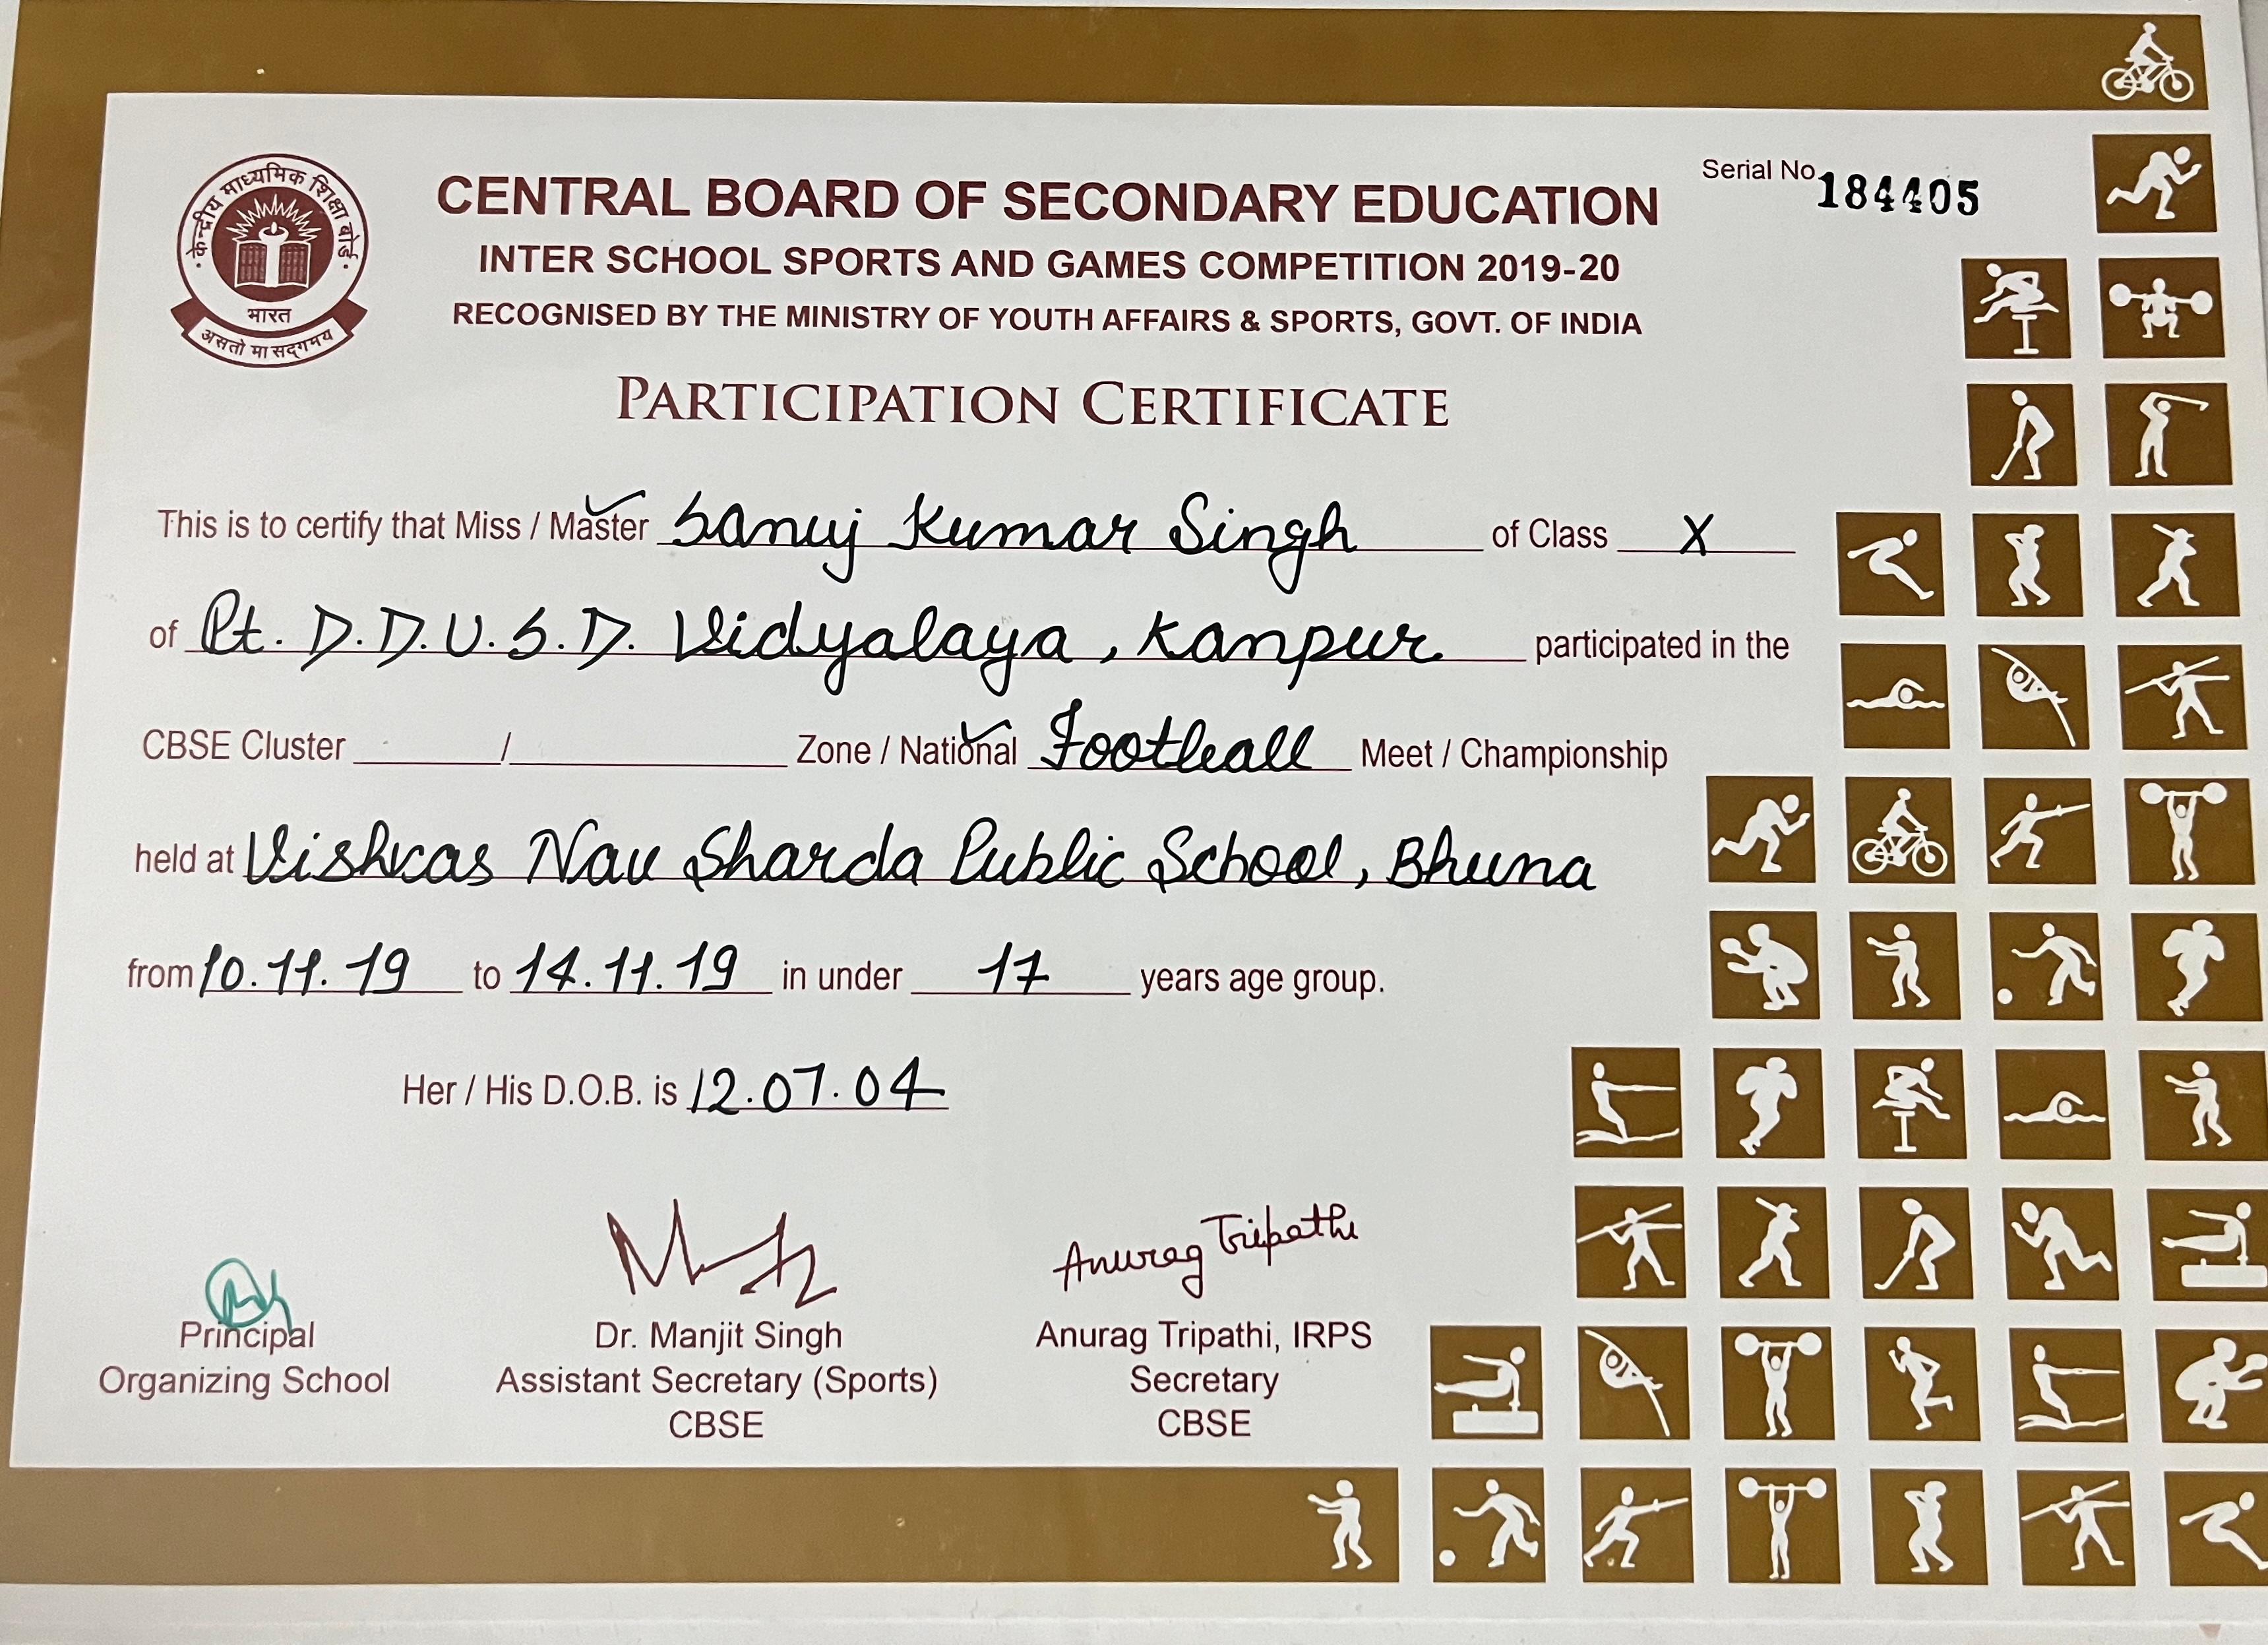 केन्द्रीय माध्यमिक शिक्षा बोर्ड
भारत
असतो मा सद्गमय
Serial No. 184405
CENTRAL BOARD OF SECONDARY EDUCATION
INTER SCHOOL SPORTS AND GAMES COMPETITION 2019-20
RECOGNISED BY THE MINISTRY OF YOUTH AFFAIRS & SPORTS, GOVT. OF INDIA
PARTICIPATION CERTIFICATE
This is to certify that Miss / Master Sanuj Kumar Singh of Class X
of Pt. D.D.U.S.D. Vidyalaya, Kanpur participated in the
CBSE Cluster / Zone / National Football Meet / Championship
held at Vishvas Nav Sharda Public School, Bhuna
from 10.11.19 to 14.11.19 in under 17 years age group.
Her / His D.O.B. is 12.07.04
Anurag Tripathi
Principal
Organizing School
Dr. Manjit Singh
Assistant Secretary (Sports)
CBSE
Anurag Tripathi, IRPS
Secretary
CBSE